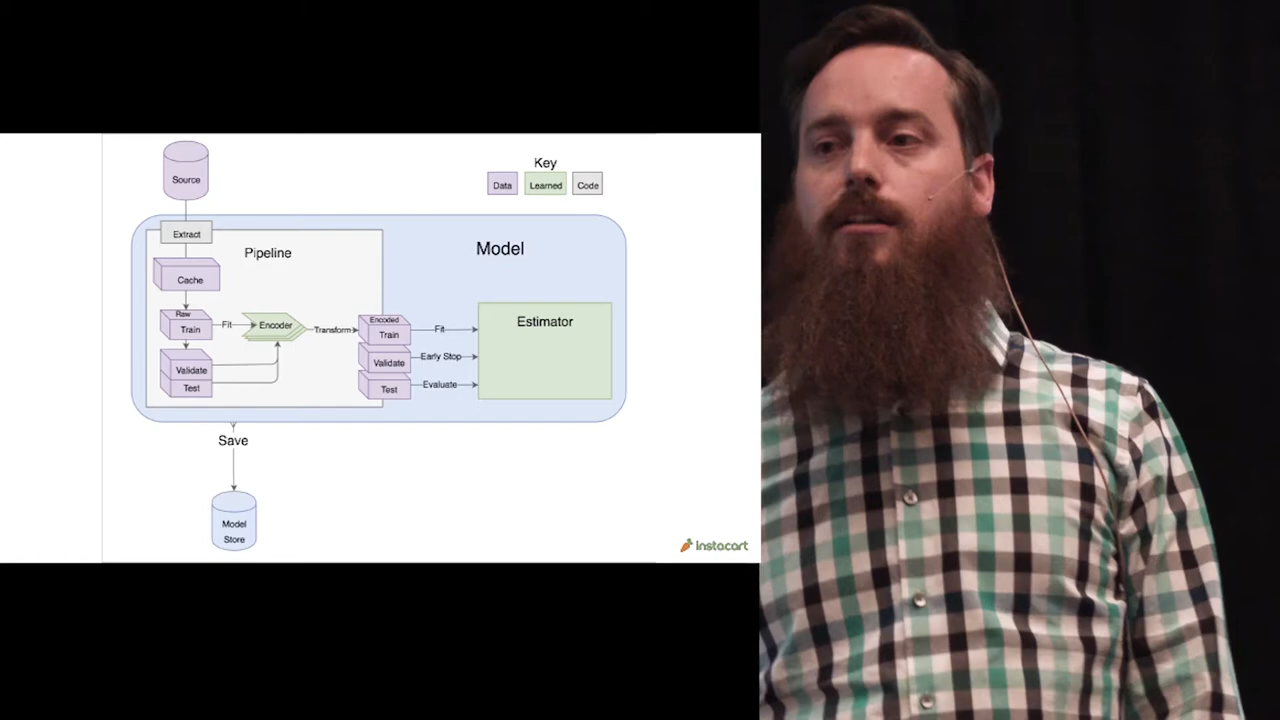 Source
Key
Data
Learned
Code
Extract
Pipeline
Model
Cache
Raw
Train
Fit
Encoder
Transform
Encoded
Train
Fit
Estimator
Validate
Test
Validate
Early Stop
Test
Evaluate
Save
Model
Store
instacart